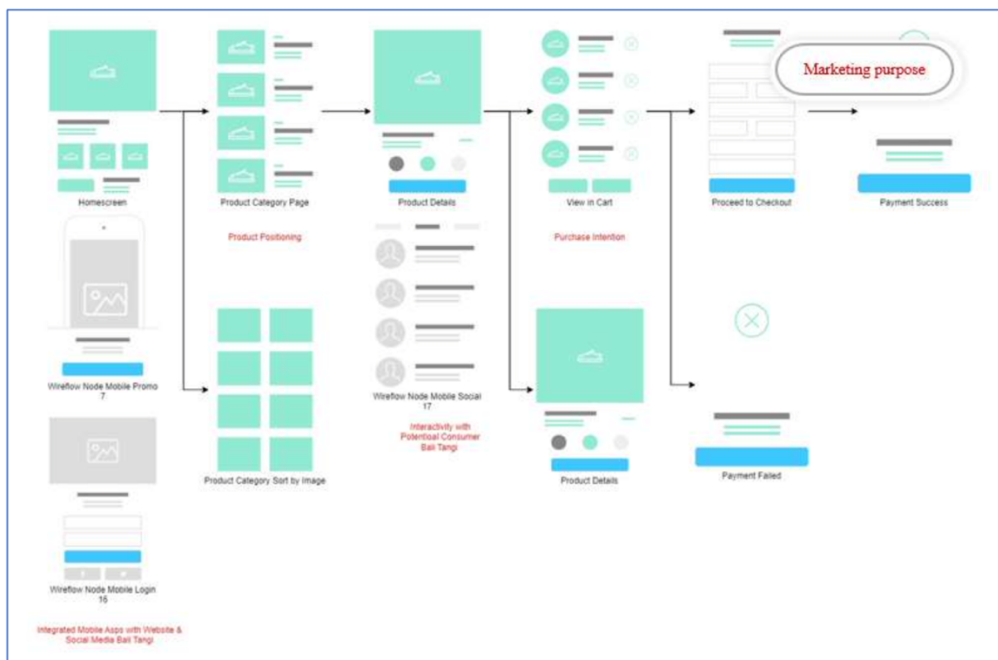 Marketing purpose
Homescreen
Product Category Page
Product Details
View in Cart
Proceed to Checkout
Payment Success
Product Positioning
Purchase Intention
Wireflow Node Mobile Promo
7
Wireflow Node Mobile Social
17
Interactivity with
Potentioal Consumer
Bali Tangi
Product Category Sort by Image
Product Details
Payment Failed
Wireflow Node Mobile Login
16
Integrated Mobile Apps with Website &
Social Media Bali Tangi